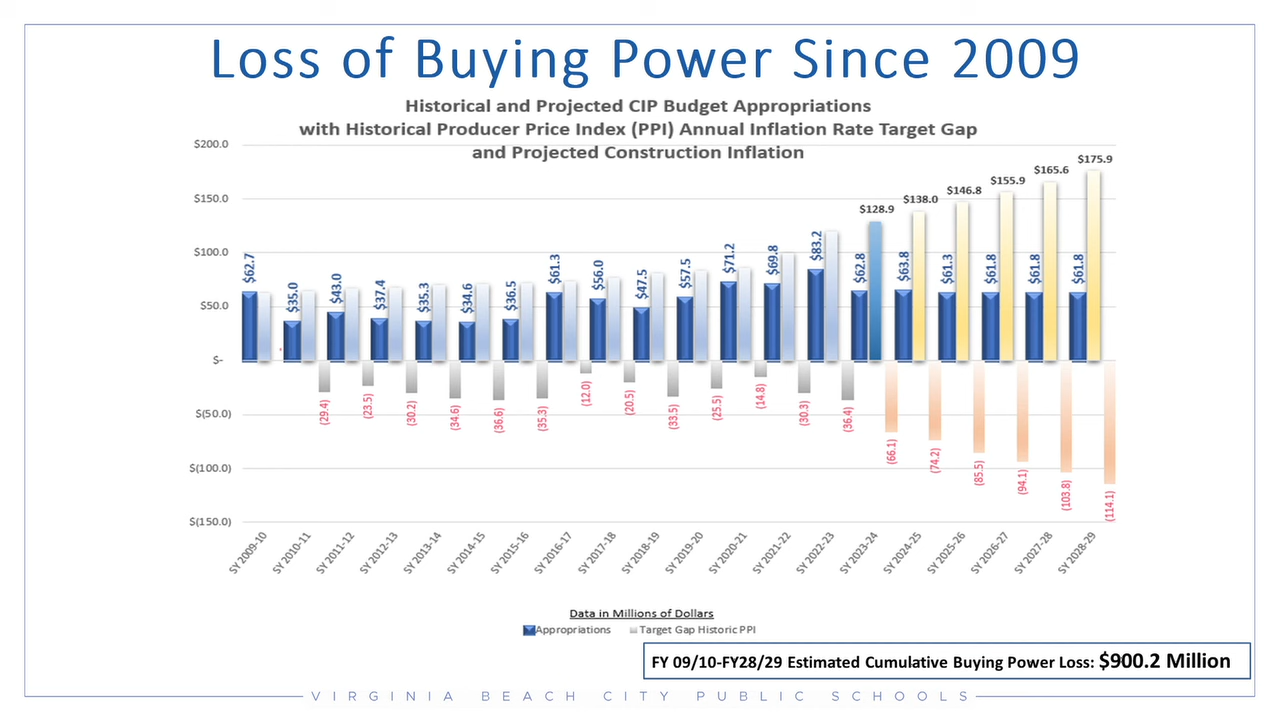 Loss of Buying Power Since 2009
Historical and Projected CIP Budget Approriations
with Historical Producer Price Index (PPI) Annual Inflation Rate Target Gap
and Projected Construction Inflation
$200.0
$150.0
$100.0
$50.0
$-
$(50.0)
$(100.0)
$(150.0)
$62.7
$35.0
$43.0
$37.4
$35.3
$34.6
$36.5
$61.3
$56.0
$47.5
$57.5
$71.2
$69.8
$83.2
$62.8
$63.8
$61.3
$61.8
$61.8
$61.8
$128.9
$138.0
$146.8
$155.9
$165.6
$175.9
(29.4)
(23.5)
(30.2)
(34.6)
(36.6)
(35.3)
(12.0)
(20.5)
(33.5)
(25.5)
(14.8)
(30.3)
(36.4)
(66.1)
(74.2)
(85.5)
(94.1)
(103.8)
(114.1)
SY 2009-10
SY 2010-11
SY 2011-12
SY 2012-13
SY 2013-14
SY 2014-15
SY 2015-16
SY 2016-17
SY 2017-18
SY 2018-19
SY 2019-20
SY 2020-21
SY 2021-22
SY 2022-23
SY 2023-24
SY 2024-25
SY 2025-26
SY 2026-27
SY 2027-28
SY 2028-29
Data in Millions of Dollars
Appropriations
Target Gap Historic PPI
FY 09/10-FY28/29 Estimated Cumulative Buying Power Loss: $900.2 Million
VIRGINIA BEACH CITY PUBLIC SCHOOLS